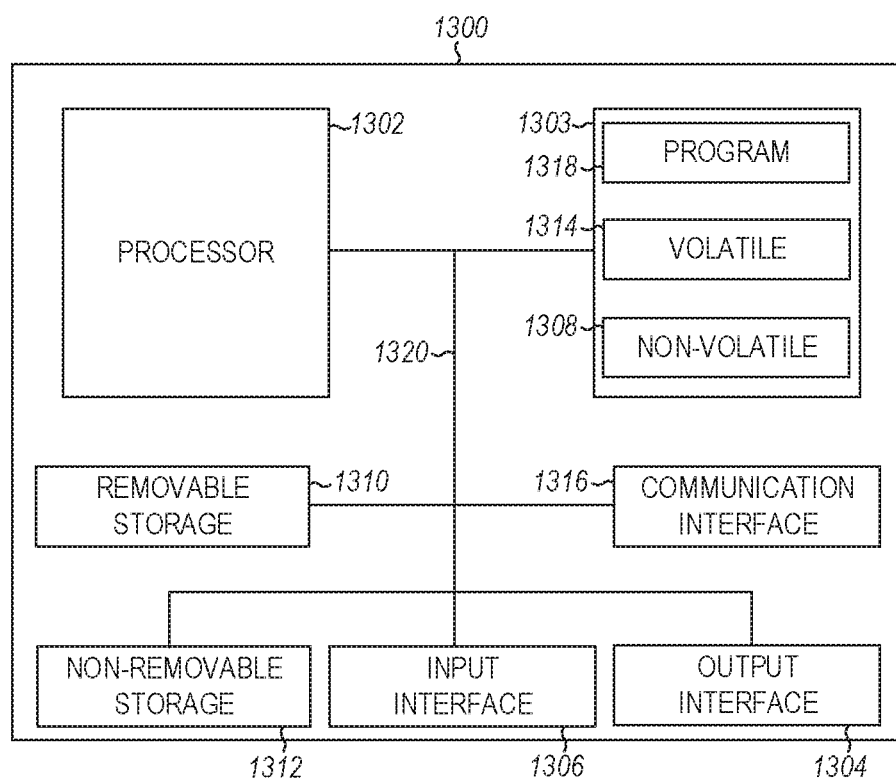 1300
1302
1303
PROGRAM
1318
PROCESSOR
1314
VOLATILE
1308
NON-VOLATILE
1320
REMOVABLE
STORAGE
1310
1316
COMMUNICATION
INTERFACE
NON-REMOVABLE
STORAGE
INPUT
INTERFACE
OUTPUT
INTERFACE
1312
1306
1304